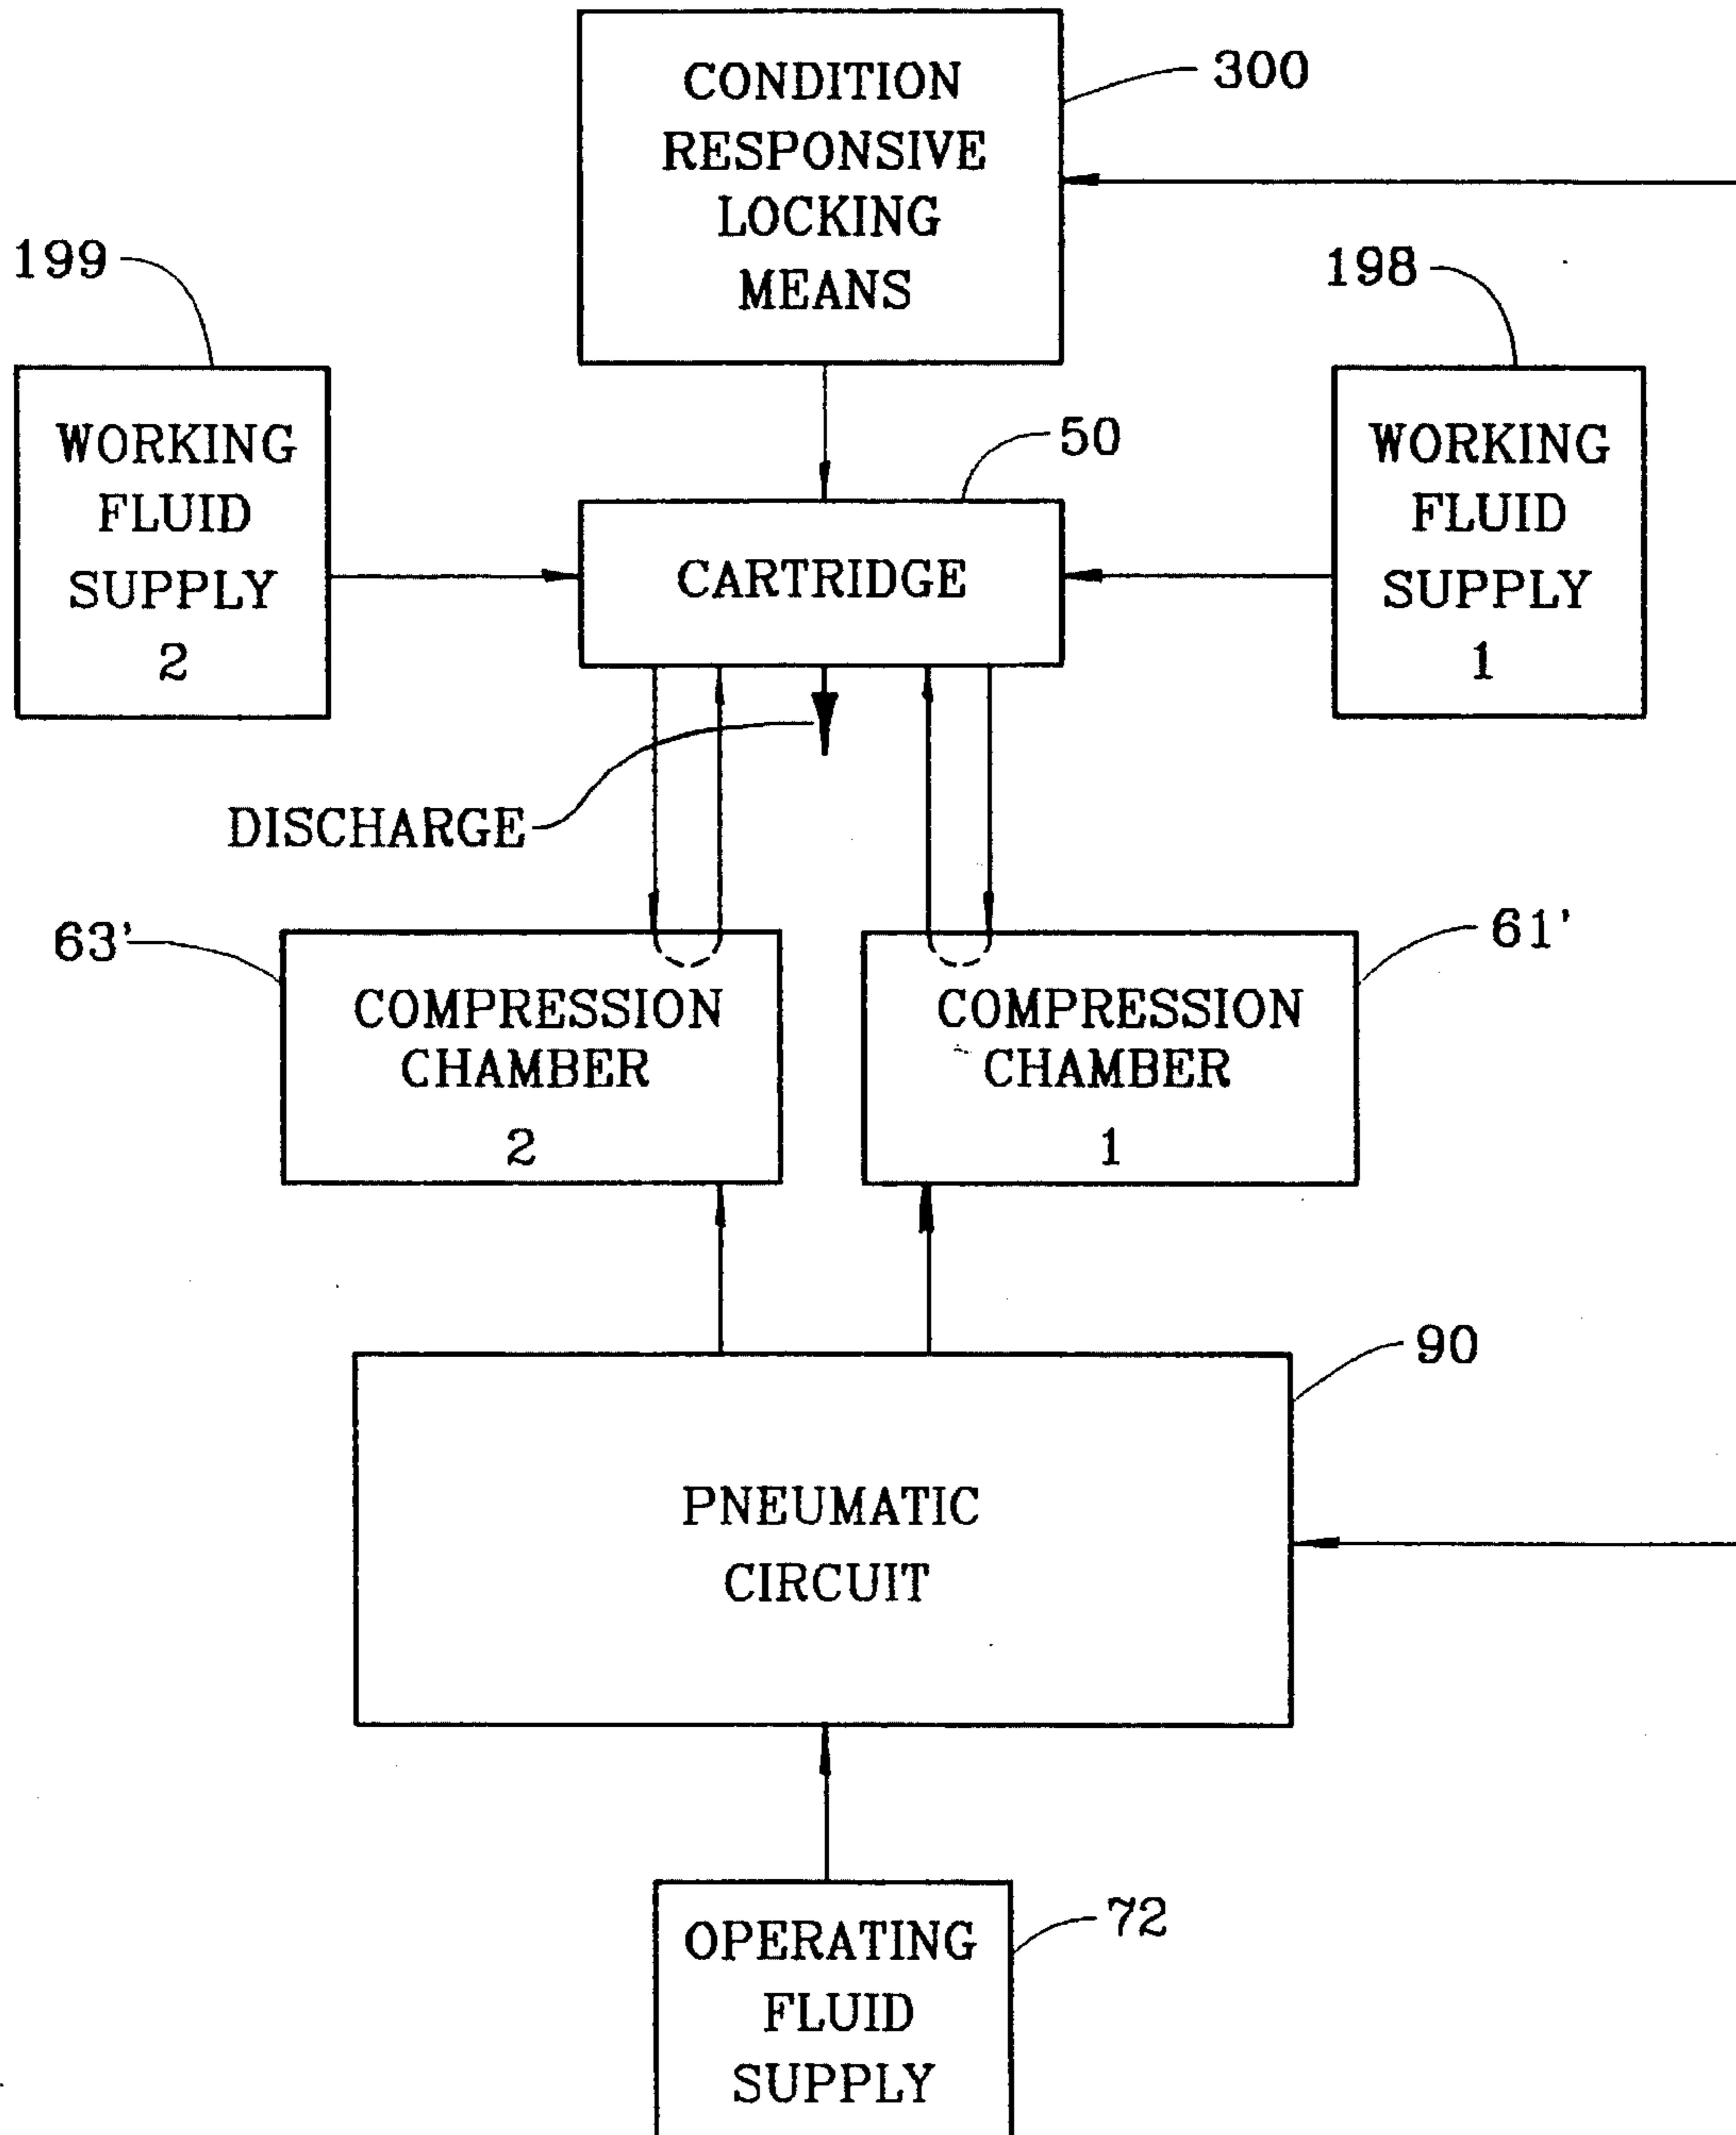 CONDITION
RESPONSIVE
LOCKING
MEANS
300
199
198
WORKING
FLUID
SUPPLY
2
50
CARTRIDGE
WORKING
FLUID
SUPPLY
1
DISCHARGE
63'
61'
COMPRESSION
CHAMBER
2
COMPRESSION
CHAMBER
1
90
PNEUMATIC
CIRCUIT
72
OPERATING
FLUID
SUPPLY